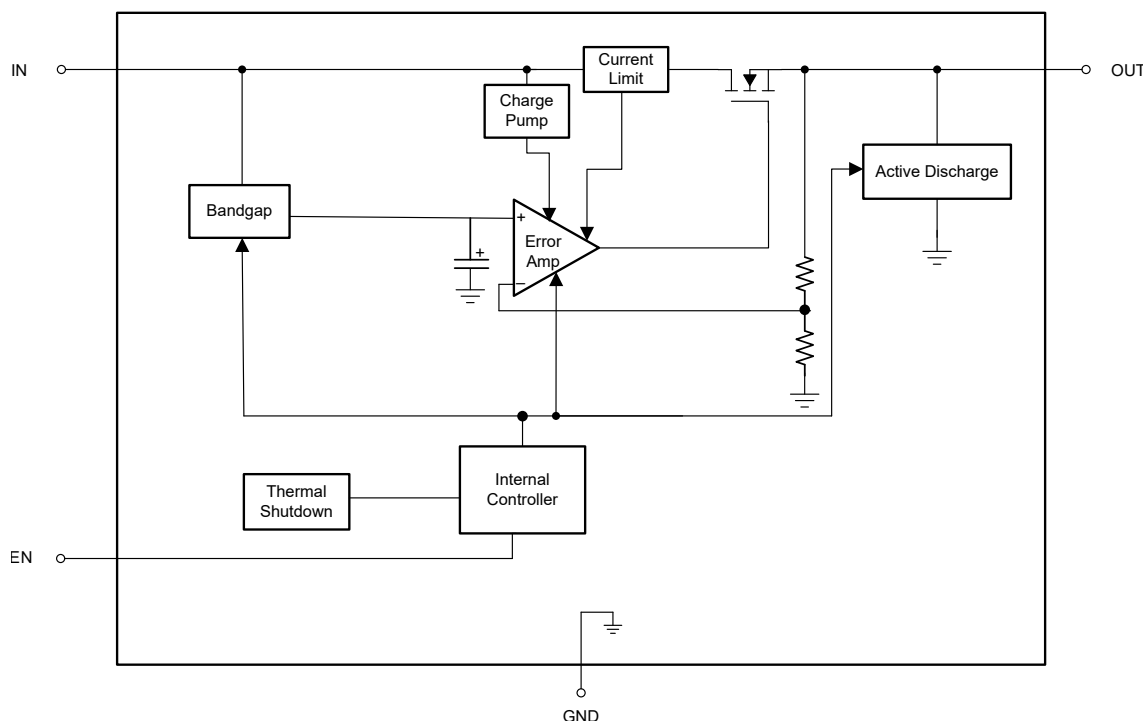 IN
Current
Limit
OUT
Charge
Pump
Active Discharge
Bandgap
+
+
Error
Amp
−
Internal
Controller
Thermal
Shutdown
EN
GND